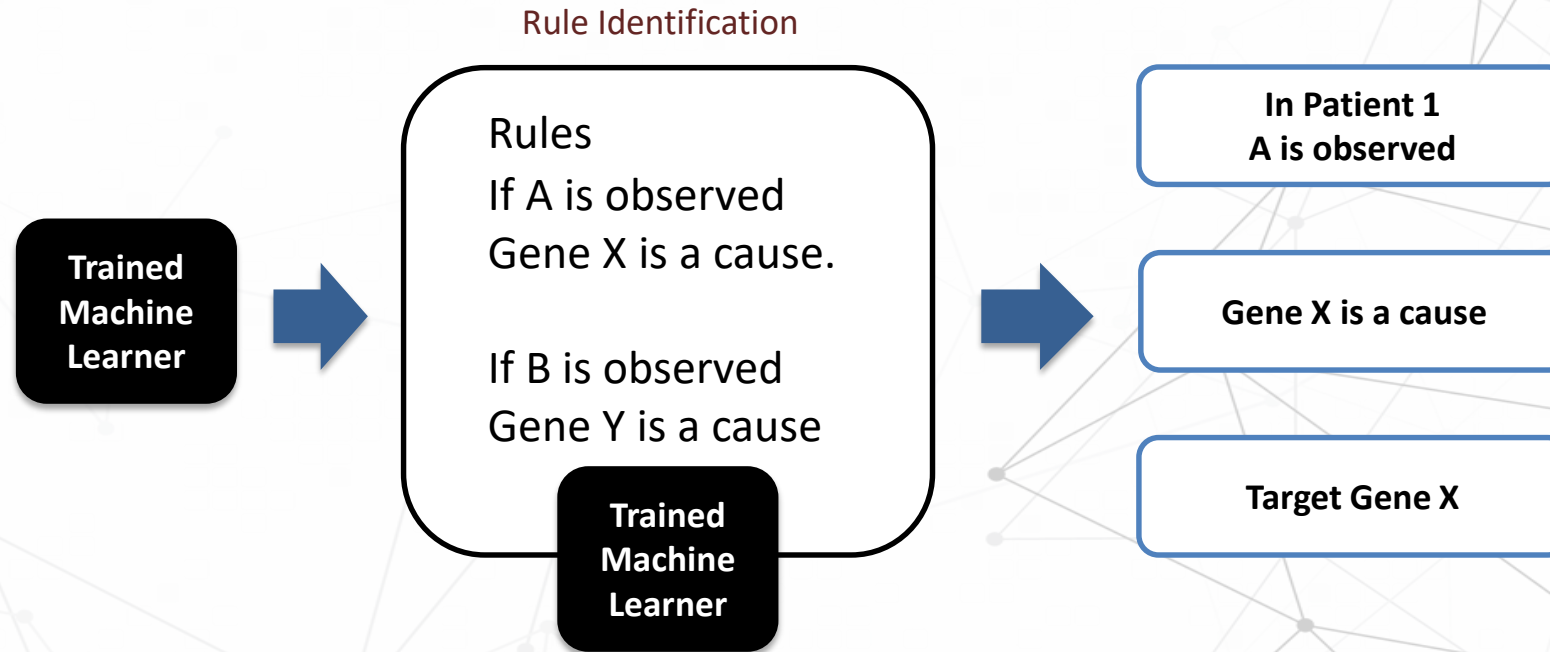 Rule Identification
Trained
Machine
Learner
Rules
If A is observed
Gene X is a cause.
If B is observed
Gene Y is a cause
Trained
Machine
Learner
In Patient 1
A is observed
Gene X is a cause
Target Gene X